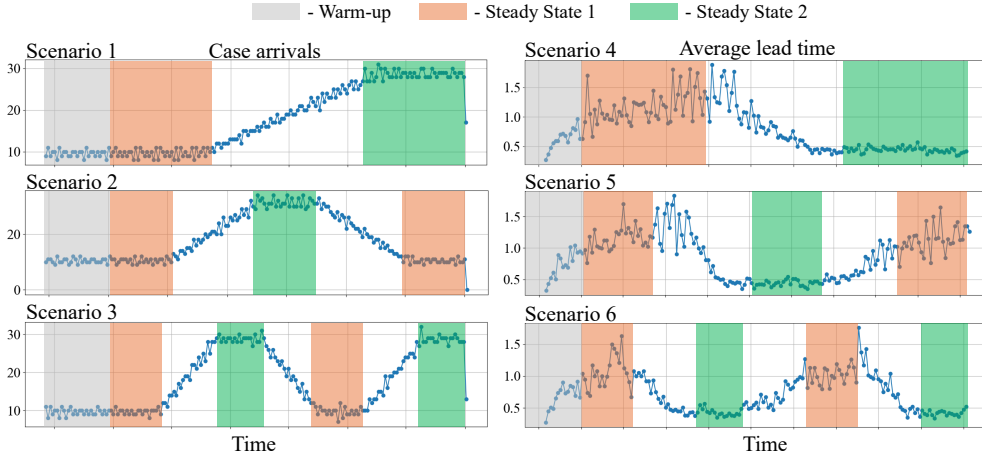 - Warm-up - Steady State 1 - Steady State 2
Scenario 1 Case arrivals
30
20
10
Scenario 2
20
0
Scenario 3
30
20
10
Time
Scenario 4 Average lead time
1.5
1.0
0.5
Scenario 5
1.5
1.0
0.5
Scenario 6
1.5
1.0
0.5
Time